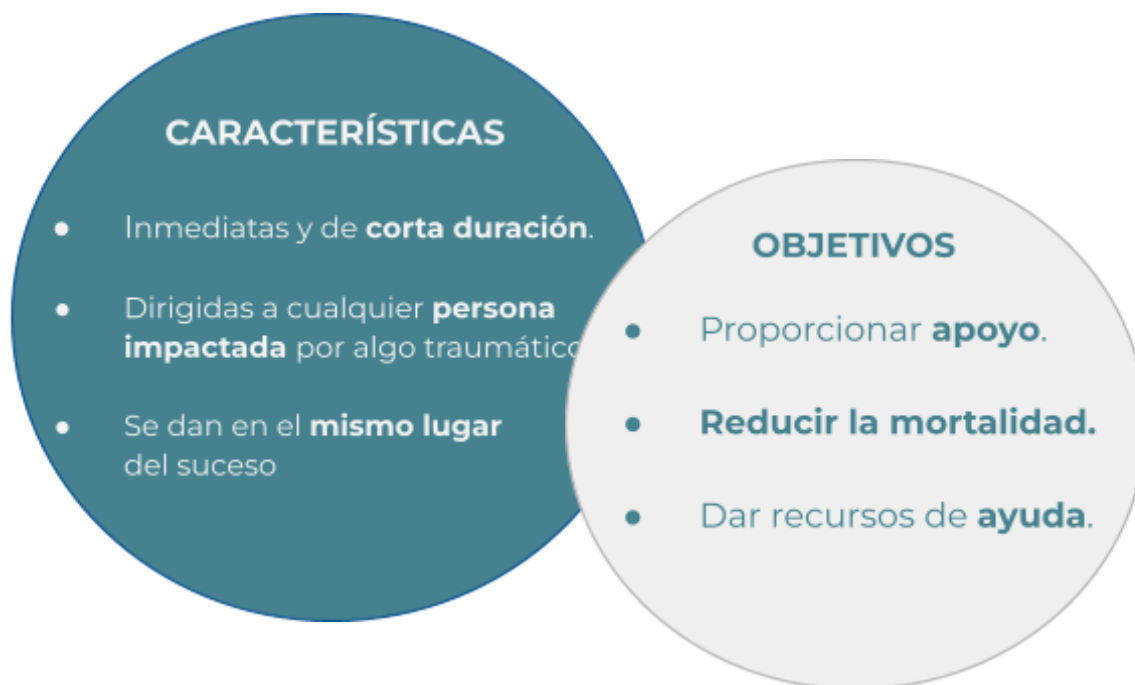 CARACTERÍSTICAS
● Inmediatas y de corta duración.
● Dirigidas a cualquier persona
impactada por algo traumático
● Se dan en el mismo lugar
del suceso
OBJETIVOS
● Proporcionar apoyo.
● Reducir la mortalidad.
● Dar recursos de ayuda.